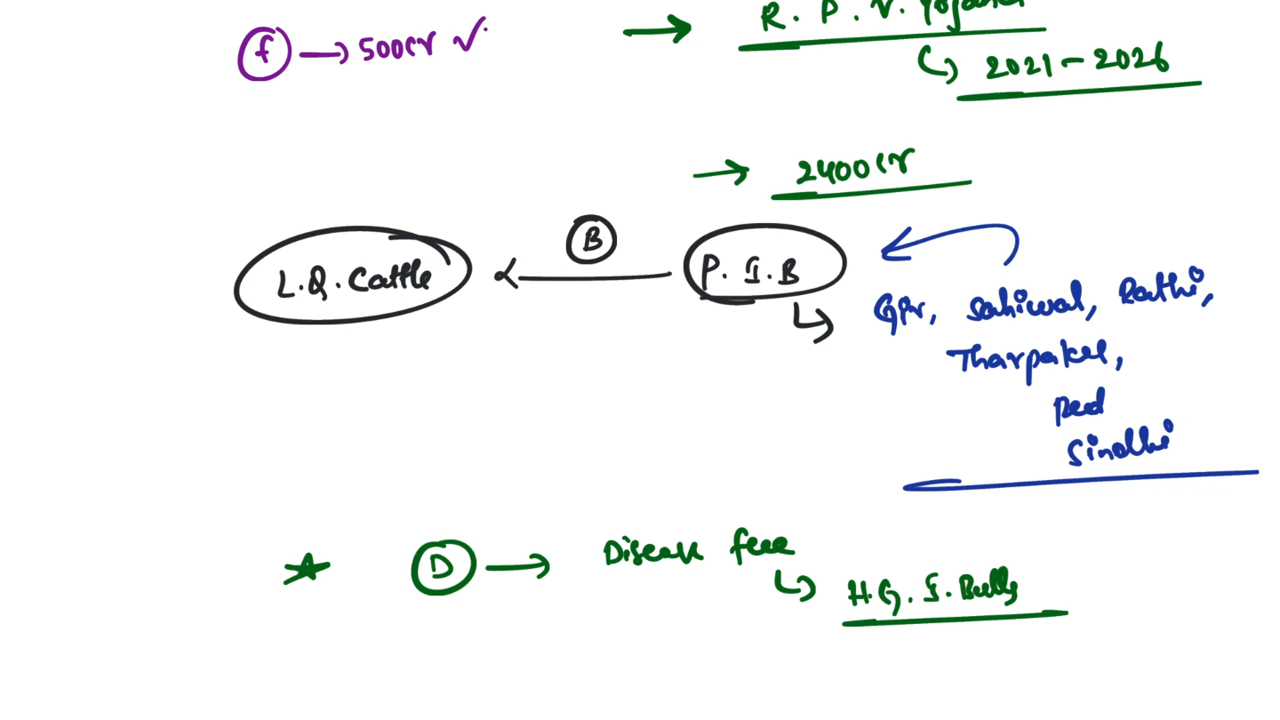 f → 500cr ✓
→ R. P. V. Yojana
↳ 2021 - 2026
→ 2400cr
L.Q. Cattle
B
P. I. B
Gir, Sahiwal, Rathi,
Tharparkar,
Red
Sindhi
★ D → Disease free
↳ H.G. I. Bulls